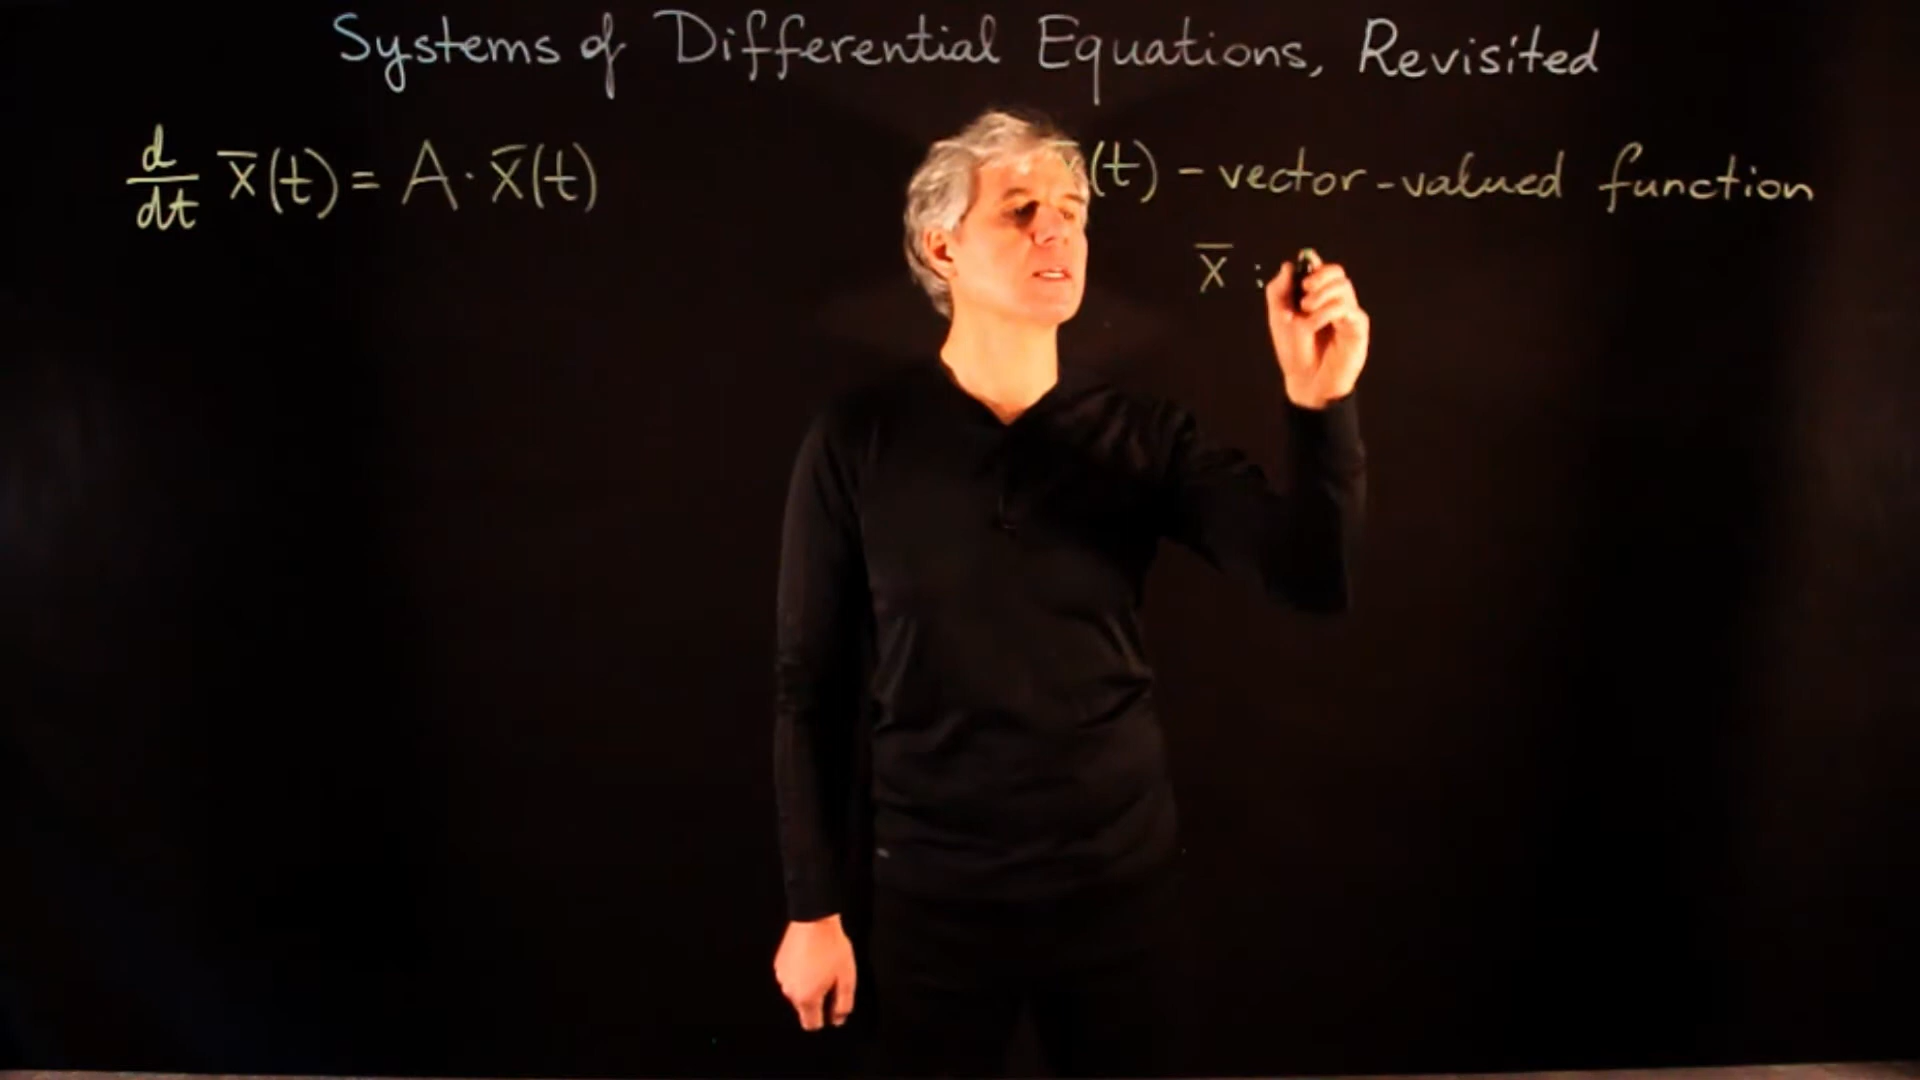 Systems of Differential Equations, Revisited
d/dt x̄(t) = A · x̄(t)
x̄(t) – vector-valued function
x̄ :